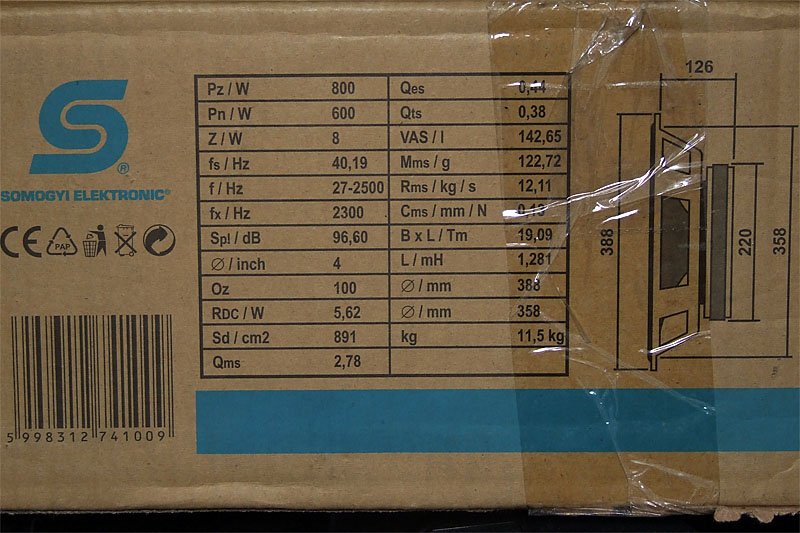 S®
SOMOGYI ELEKTRONIC®
CE PAP
5 998312 741009
Pz / W 800 Qes 0,44
Pn / W 600 Qts 0,38
Z / W 8 VAS / l 142,65
fs / Hz 40,19 Mms / g 122,72
f / Hz 27-2500 Rms / kg / s 12,11
fx / Hz 2300 Cms / mm / N 0,13
Spl / dB 96,60 B x L / Tm 19,09
∅ / inch 4 L / mH 1,281
Oz 100 ∅ / mm 388
RDC / W 5,62 ∅ / mm 358
Sd / cm2 891 kg 11,5 kg
Qms 2,78
126
388
220
358